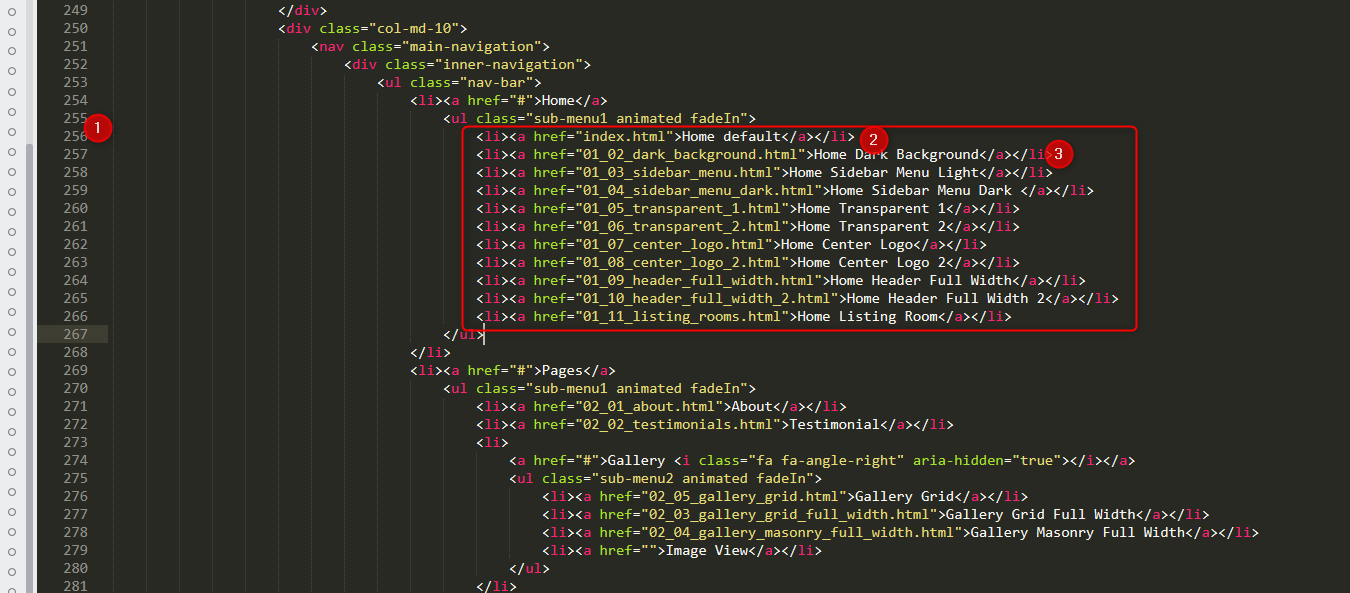 249 </div>
250 <div class="col-md-10">
251 <nav class="main-navigation">
252 <div class="inner-navigation">
253 <ul class="nav-bar">
254 <li><a href="#">Home</a>
255 <ul class="sub-menu1 animated fadeIn">
1
256 <li><a href="index.html">Home default</a></li> 2
257 <li><a href="01_02_dark_background.html">Home Dark Background</a></li> 3
258 <li><a href="01_03_sidebar_menu.html">Home Sidebar Menu Light</a></li>
259 <li><a href="01_04_sidebar_menu_dark.html">Home Sidebar Menu Dark </a></li>
260 <li><a href="01_05_transparent_1.html">Home Transparent 1</a></li>
261 <li><a href="01_06_transparent_2.html">Home Transparent 2</a></li>
262 <li><a href="01_07_center_logo.html">Home Center Logo</a></li>
263 <li><a href="01_08_center_logo_2.html">Home Center Logo 2</a></li>
264 <li><a href="01_09_header_full_width.html">Home Header Full Width</a></li>
265 <li><a href="01_10_header_full_width_2.html">Home Header Full Width 2</a></li>
266 <li><a href="01_11_listing_rooms.html">Home Listing Room</a></li>
267 </ul>
268 </li>
269 <li><a href="#">Pages</a>
270 <ul class="sub-menu1 animated fadeIn">
271 <li><a href="02_01_about.html">About</a></li>
272 <li><a href="02_02_testimonials.html">Testimonial</a></li>
273 <li>
274 <a href="#">Gallery <i class="fa fa-angle-right" aria-hidden="true"></i></a>
275 <ul class="sub-menu2 animated fadeIn">
276 <li><a href="02_05_gallery_grid.html">Gallery Grid</a></li>
277 <li><a href="02_03_gallery_grid_full_width.html">Gallery Grid Full Width</a></li>
278 <li><a href="02_04_gallery_masonry_full_width.html">Gallery Masonry Full Width</a></li>
279 <li><a href="">Image View</a></li>
280 </ul>
281 </li>